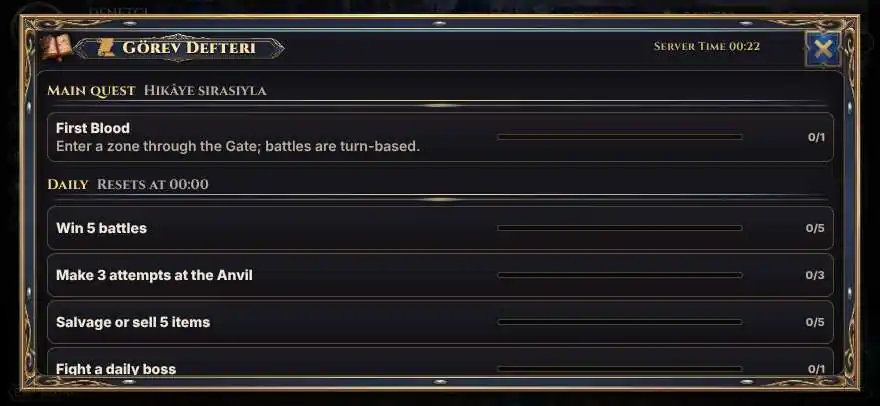 GÖREV DEFTERI
SERVER TIME 00:22
MAIN QUEST HIKÂYE SIRASIYLA
First Blood
Enter a zone through the Gate; battles are turn-based.
0/1
DAILY RESETS AT 00:00
Win 5 battles
0/5
Make 3 attempts at the Anvil
0/3
Salvage or sell 5 items
0/5
Fight a daily boss
0/1